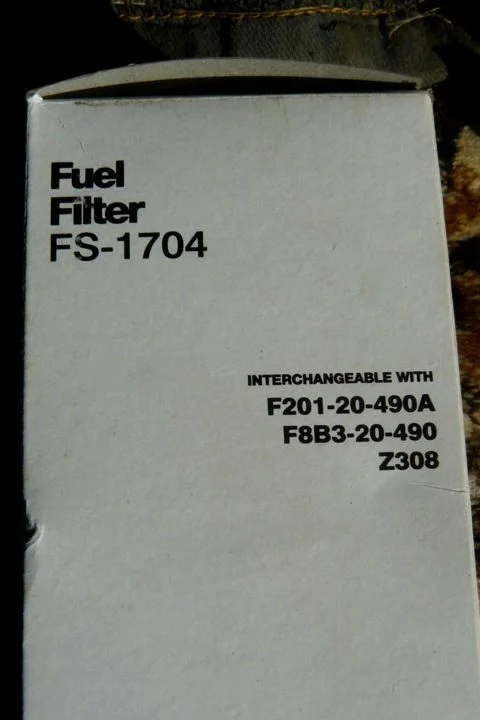 Fuel
Filter
FS-1704
INTERCHANGEABLE WITH
F201-20-490A
F8B3-20-490
Z308